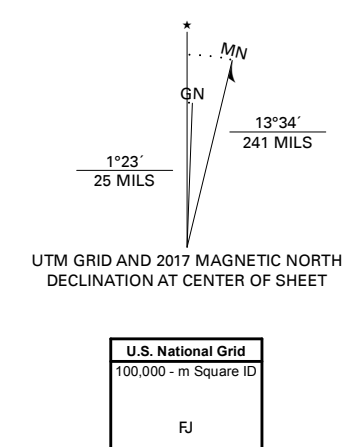 ★
MN
GN
13°34´
241 MILS
1°23´
25 MILS
UTM GRID AND 2017 MAGNETIC NORTH
DECLINATION AT CENTER OF SHEET
U.S. National Grid
100,000 - m Square ID
FJ